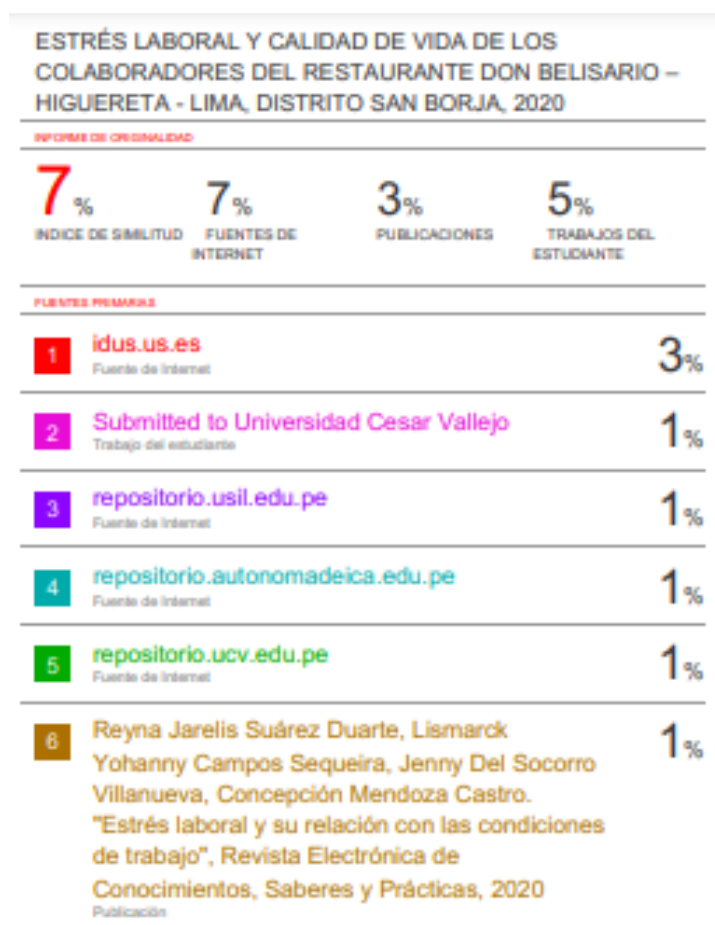 ESTRÉS LABORAL Y CALIDAD DE VIDA DE LOS
COLABORADORES DEL RESTAURANTE DON BELISARIO –
HIGUERETA - LIMA, DISTRITO SAN BORJA, 2020
INFORME DE ORIGINALIDAD
7% 7% 3% 5%
INDICE DE SIMILITUD FUENTES DE PUBLICACIONES TRABAJOS DEL
INTERNET ESTUDIANTE
FUENTES PRIMARIAS
1 idus.us.es 3%
Fuente de Internet
2 Submitted to Universidad Cesar Vallejo 1%
Trabajo del estudiante
3 repositorio.usil.edu.pe 1%
Fuente de Internet
4 repositorio.autonomadeica.edu.pe 1%
Fuente de Internet
5 repositorio.ucv.edu.pe 1%
Fuente de Internet
6 Reyna Jarelis Suárez Duarte, Lismarck 1%
Yohanny Campos Sequeira, Jenny Del Socorro
Villanueva, Concepción Mendoza Castro.
"Estrés laboral y su relación con las condiciones
de trabajo", Revista Electrónica de
Conocimientos, Saberes y Prácticas, 2020
Publicación